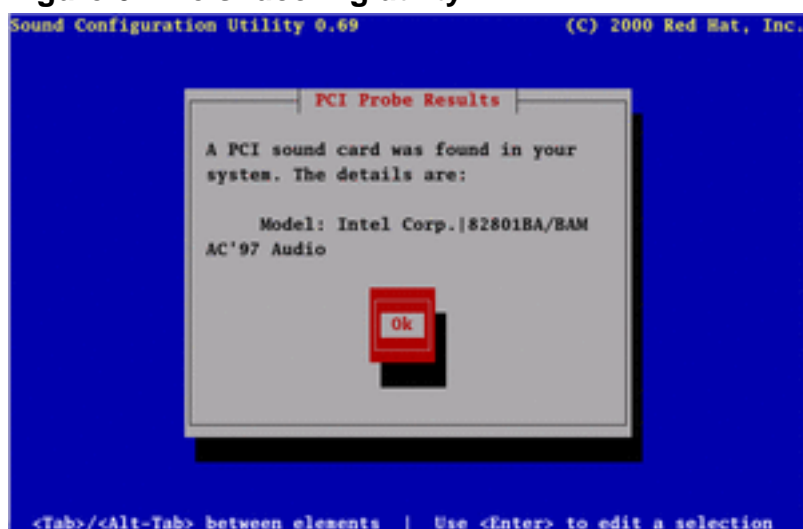 Sound Configuration Utility 0.69 (C) 2000 Red Hat, Inc.
PCI Probe Results
A PCI sound card was found in your
system. The details are:
Model: Intel Corp.|82801BA/BAM
AC'97 Audio
Ok
<Tab>/<Alt-Tab> between elements | Use <Enter> to edit a selection